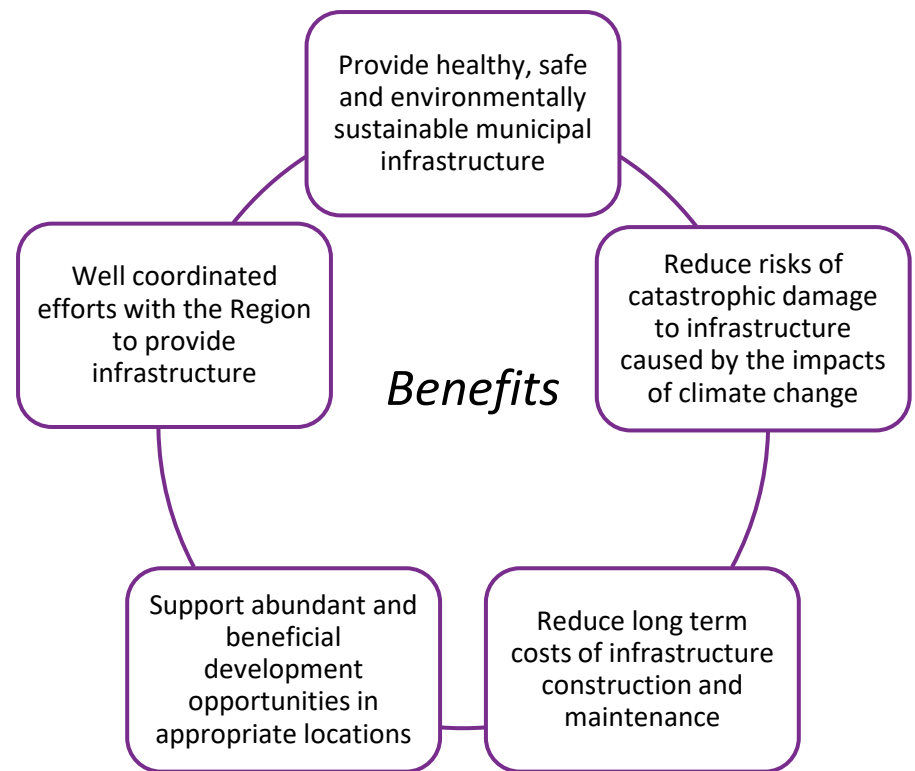 Provide healthy, safe
and environmentally
sustainable municipal
infrastructure
Reduce risks of
catastrophic damage
to infrastructure
caused by the impacts
of climate change
Reduce long term
costs of infrastructure
construction and
maintenance
Support abundant and
beneficial
development
opportunities in
appropriate locations
Well coordinated
efforts with the Region
to provide
infrastructure
Benefits